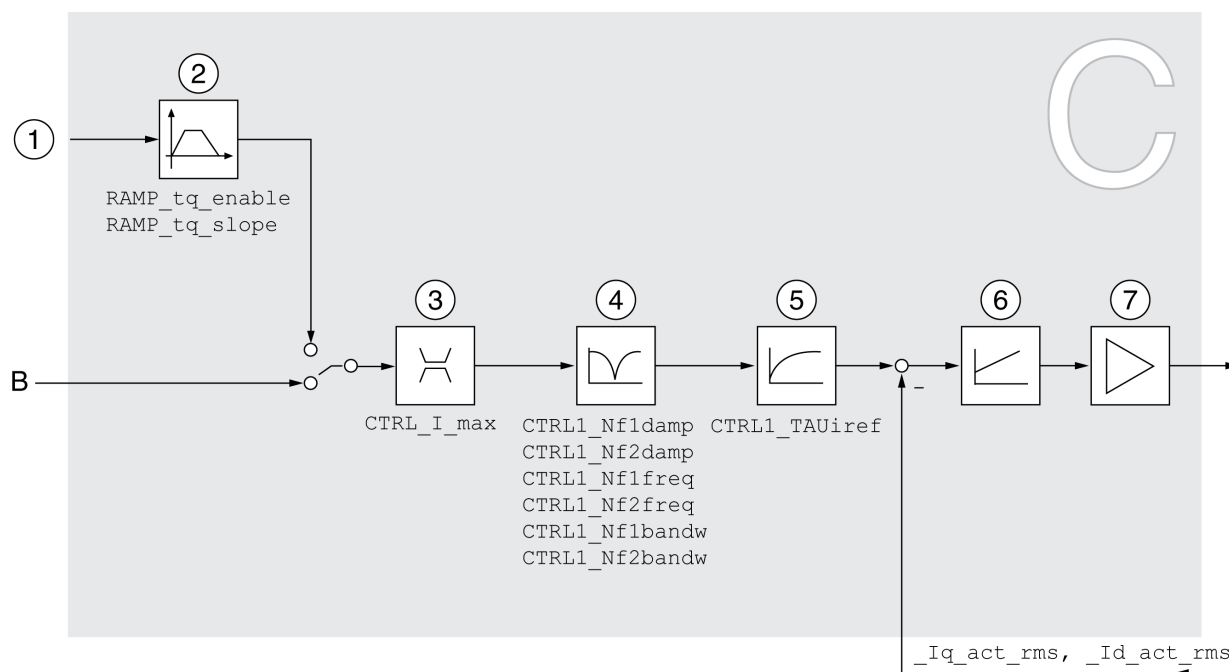 C
2
1
RAMP_tq_enable
RAMP_tq_slope
3
4
5
6
7
B
CTRL_I_max
CTRL1_Nf1damp
CTRL1_Nf2damp
CTRL1_Nf1freq
CTRL1_Nf2freq
CTRL1_Nf1bandw
CTRL1_Nf2bandw
CTRL1_TAUiref
_
_Iq_act_rms, _Id_act_rms